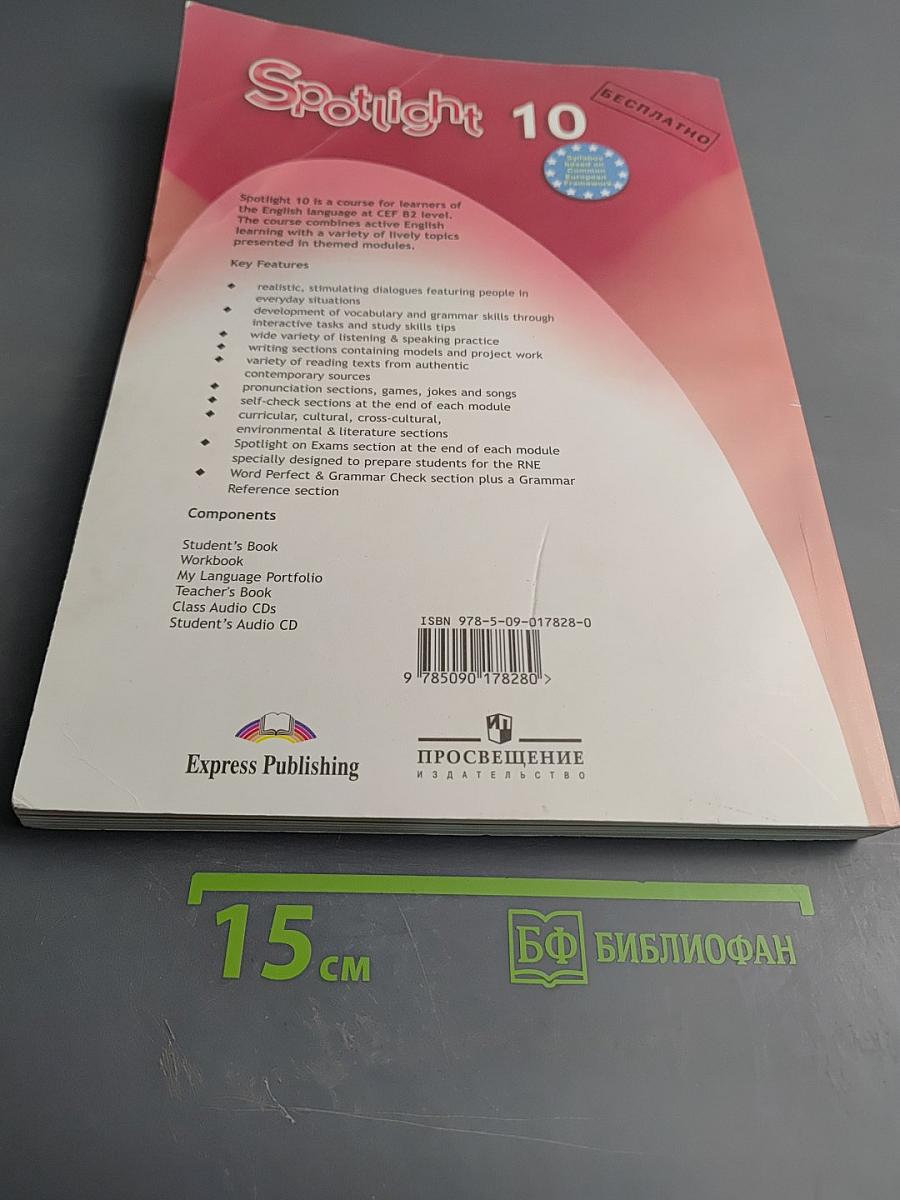 Spotlight 10
БЕСПЛАТНО
Syllabus
based on
Common
European
Framework
Spotlight 10 is a course for learners of
the English language at CEF B2 level.
The course combines active English
learning with a variety of lively topics
presented in themed modules.
Key Features
realistic, stimulating dialogues featuring people in
everyday situations
development of vocabulary and grammar skills through
interactive tasks and study skills tips
wide variety of listening & speaking practice
writing sections containing models and project work
variety of reading texts from authentic
contemporary sources
pronunciation sections, games, jokes and songs
self-check sections at the end of each module
curricular, cultural, cross-cultural,
environmental & literature sections
Spotlight on Exams section at the end of each module
specially designed to prepare students for the RNE
Word Perfect & Grammar Check section plus a Grammar
Reference section
Components
Student's Book
Workbook
My Language Portfolio
Teacher's Book
Class Audio CDs
Student's Audio CD
ISBN 978-5-09-017828-0
9 785090 178280 >
Express Publishing
ИП
ПРОСВЕЩЕНИЕ
ИЗДАТЕЛЬСТВО
15 см
БФ БИБЛИОФАН